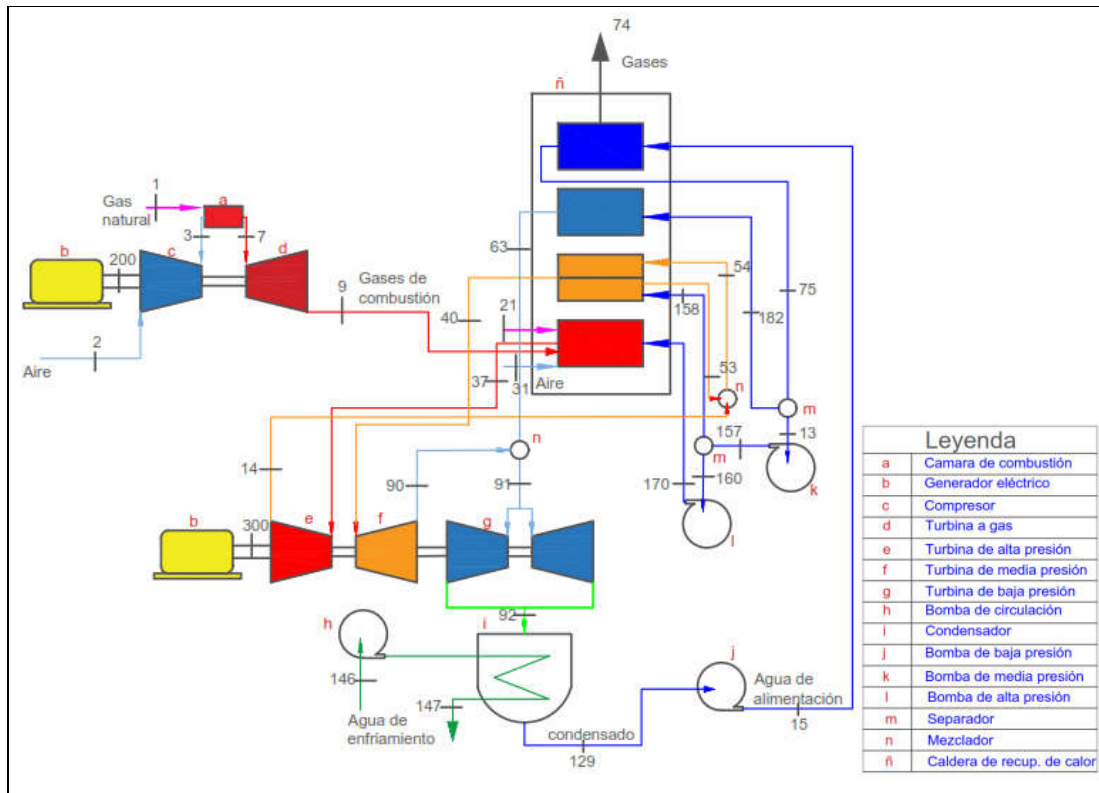 74
Gases
ñ
1
Gas
natural
a
3
7
b
200
c
d
Gases de
combustión
9
63
54
40
21
158
182
75
2
Aire
37
31
Aire
53
n
m
157
13
n
m
k
14
90
91
170
160
l
b
300
e
f
g
h
92
i
146
147
Agua de
enfriamiento
condensado
129
j
Agua de
alimentación
15
Leyenda
a Camara de combustión
b Generador eléctrico
c Compresor
d Turbina a gas
e Turbina de alta presión
f Turbina de media presión
g Turbina de baja presión
h Bomba de circulación
i Condensador
j Bomba de baja presión
k Bomba de media presión
l Bomba de alta presión
m Separador
n Mezclador
ñ Caldera de recup. de calor